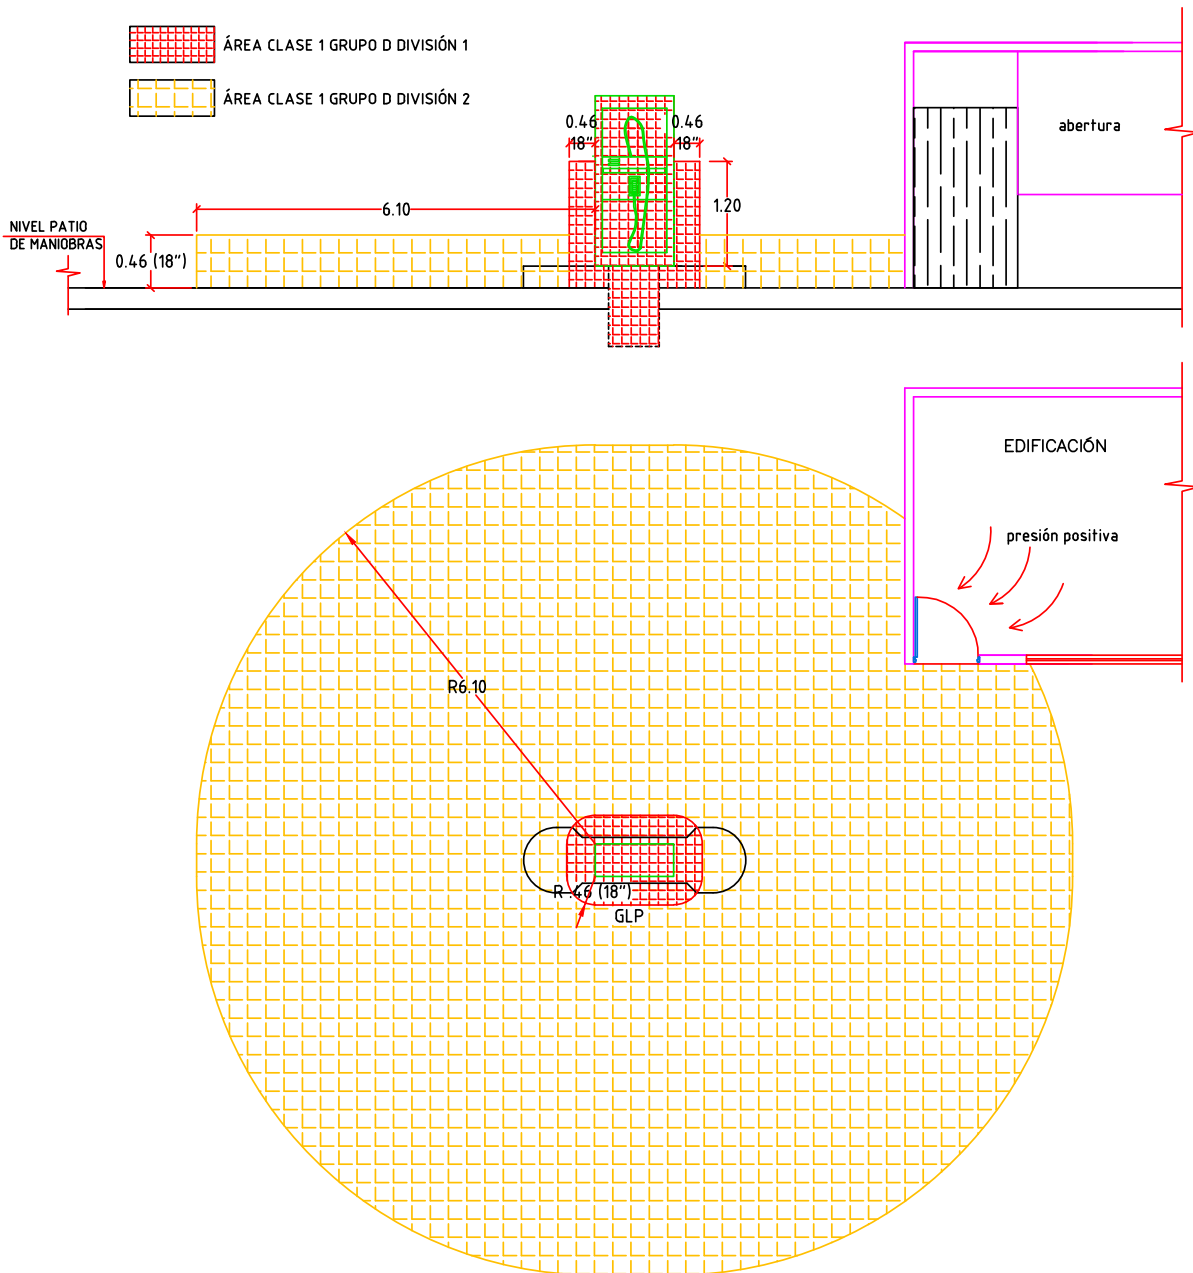 ÁREA CLASE 1 GRUPO D DIVISIÓN 1
ÁREA CLASE 1 GRUPO D DIVISIÓN 2
0.46
18"
0.46
18"
abertura
6.10
1.20
NIVEL PATIO
DE MANIOBRAS
0.46 (18")
EDIFICACIÓN
presión positiva
R6.10
R .46 (18")
GLP